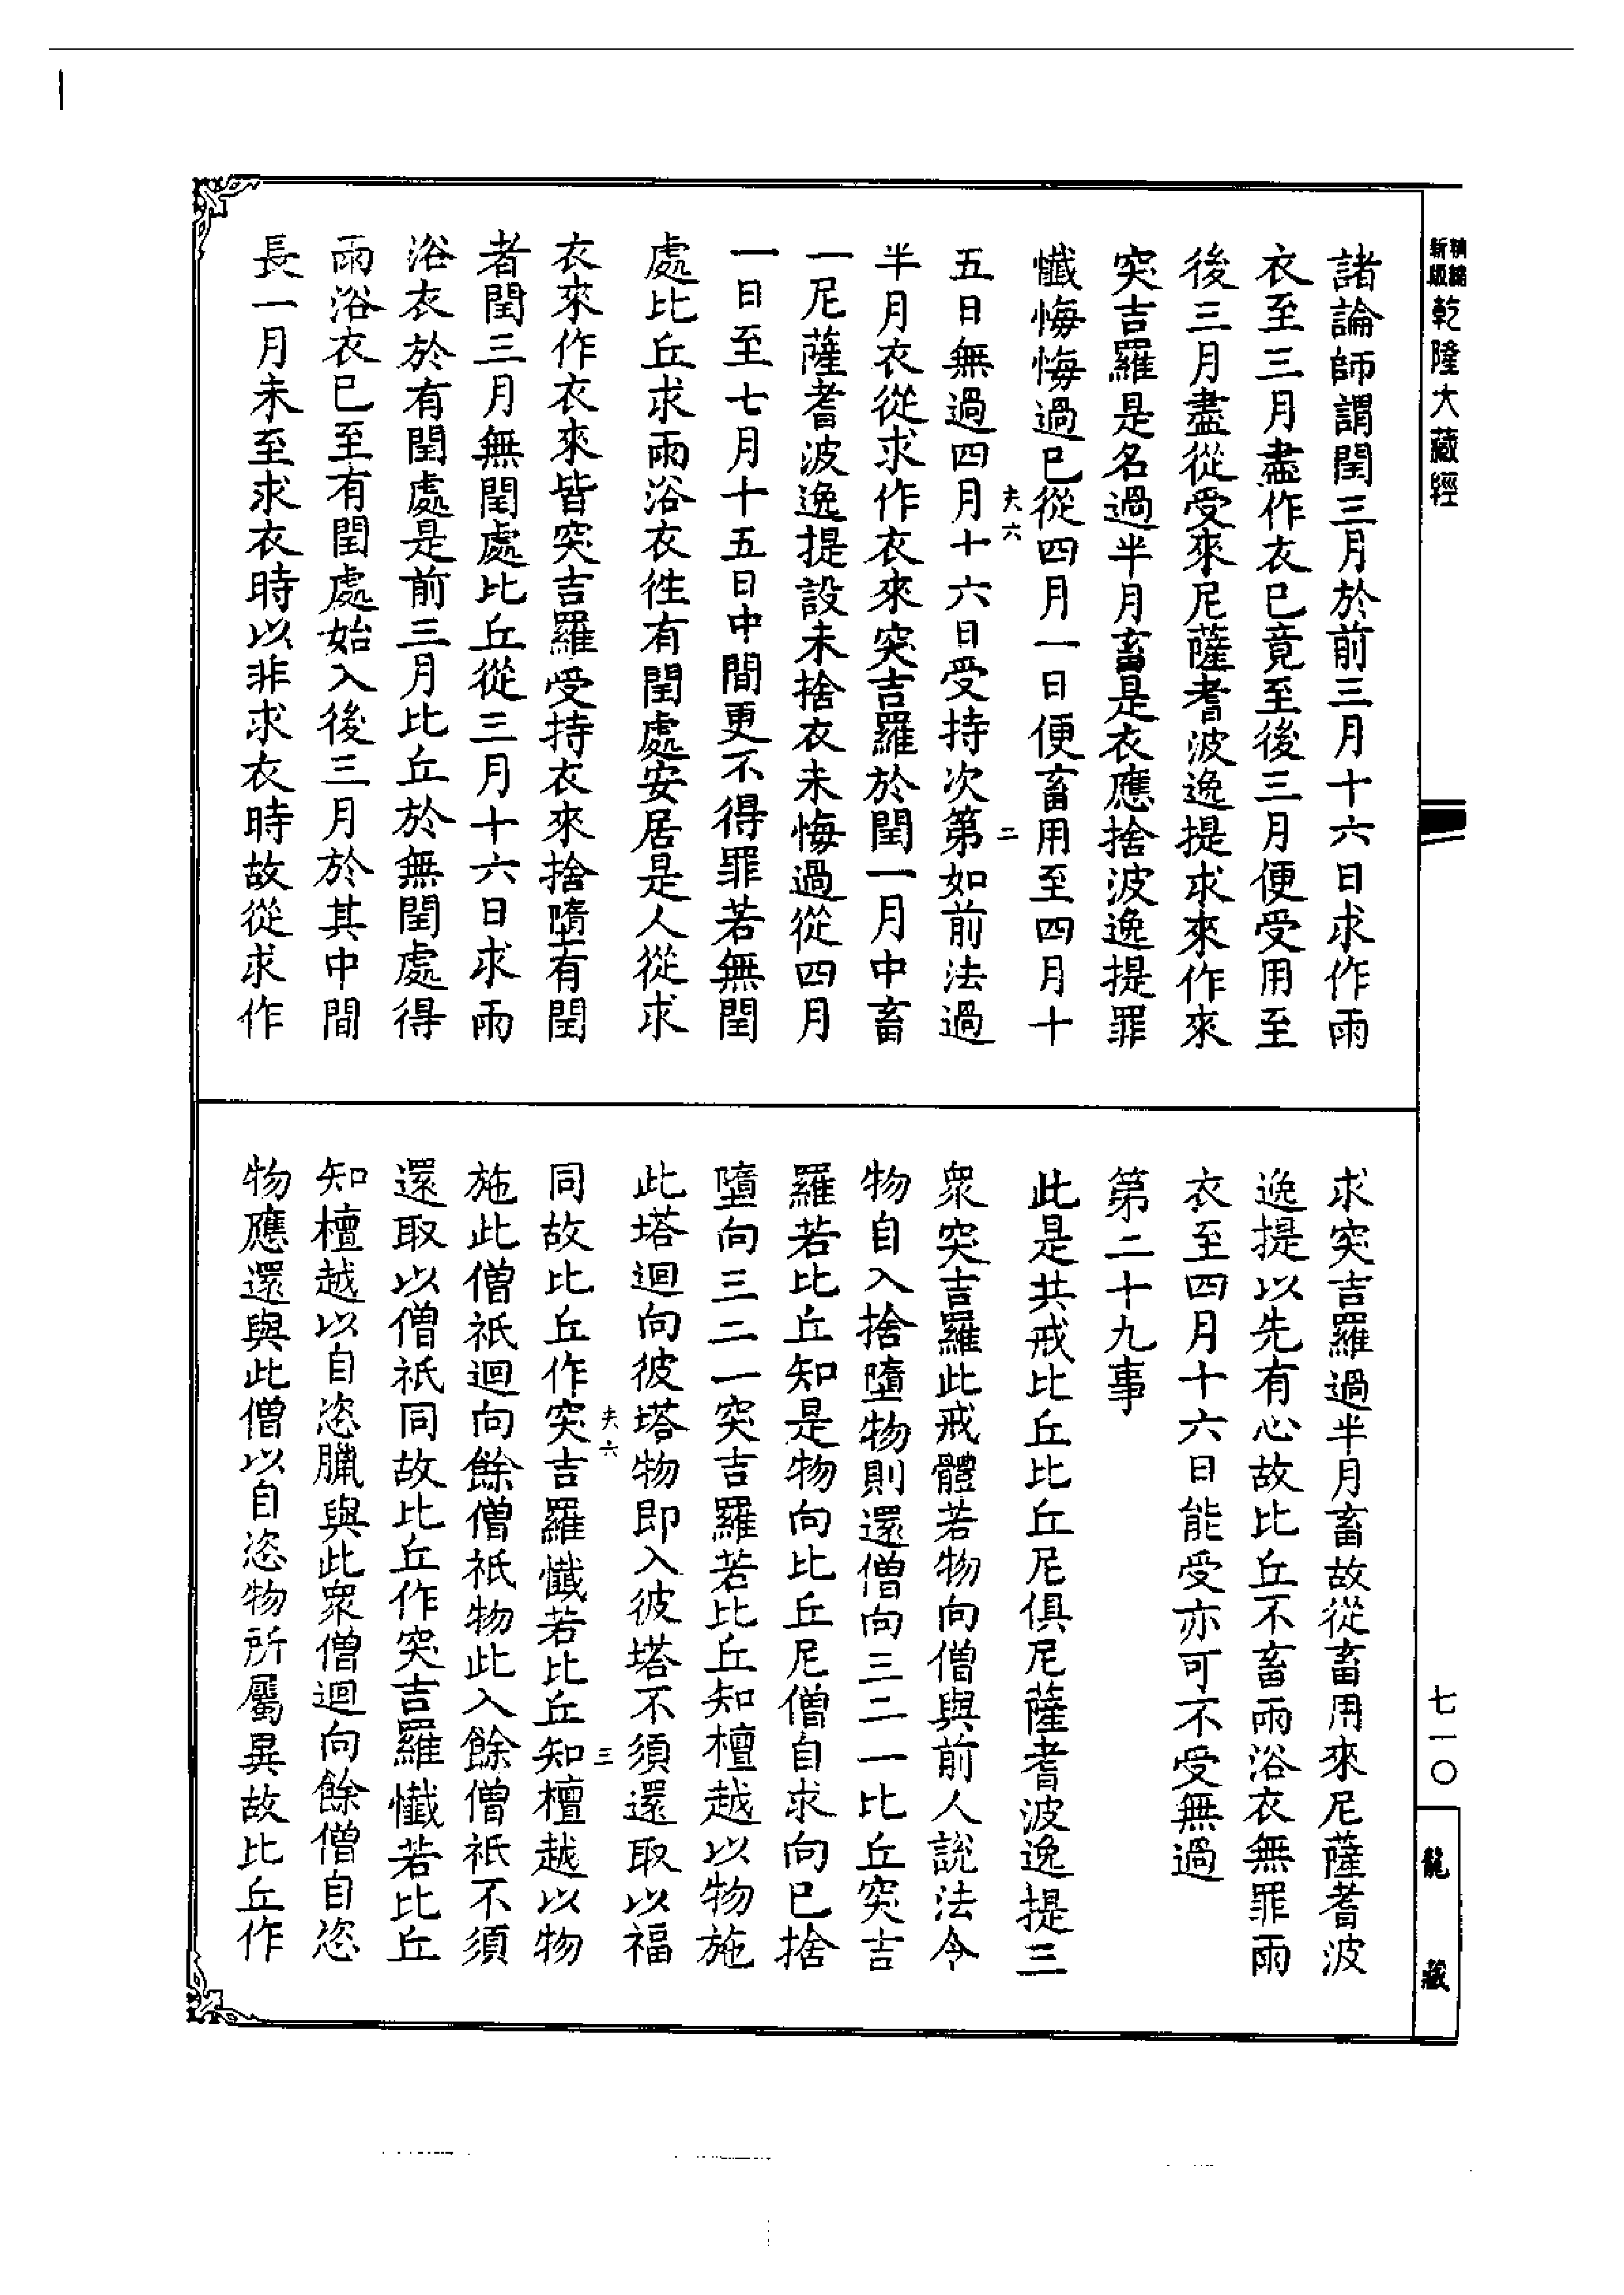 精縮新版乾隆大藏經
七一〇
龍藏
諸論師謂閏三月於前三月十六日求作雨
衣至三月盡作衣已竟至後三月便受用至
後三月盡從受來尼薩耆波逸提求來作來
突吉羅是名過半月畜是衣應捨波逸提罪
懺悔悔過已從四月一日便畜用至四月十
五日無過四月十六日受持次第如前法過
夫六
二
半月衣從求作衣來突吉羅於閏一月中畜
一尼薩耆波逸提設未捨衣未悔過從四月
一日至七月十五日中間更不得罪若無閏
處比丘求雨浴衣徃有閏處安居是人從求
衣來作衣來皆突吉羅受持衣來捨墮有閏
者閏三月無閏處比丘從三月十六日求雨
浴衣於有閏處是前三月比丘於無閏處得
雨浴衣已至有閏處始入後三月於其中間
長一月未至求衣時以非求衣時故從求作
求突吉羅過半月畜故從畜用來尼薩耆波
逸提以先有心故比丘不畜雨浴衣無罪雨
衣至四月十六日能受亦可不受無過
第二十九事
此是共戒比丘比丘尼俱尼薩耆波逸提三
衆突吉羅此戒體若物向僧與前人説法令
物自入捨墮物則還僧向三二一比丘突吉
羅若比丘知是物向比丘尼僧自求向已捨
墮向三二一突吉羅若比丘知檀越以物施
此塔迴向彼塔物即入彼塔不須還取以福
同故比丘作突吉羅懺若比丘知檀越以物
夫六
三
施此僧祇迴向餘僧祇物此入餘僧祇不須
還取以僧祇同故比丘作突吉羅懺若比丘
知檀越以自恣臘與此衆僧迴向餘僧自恣
物應還與此僧以自恣物所屬異故比丘作